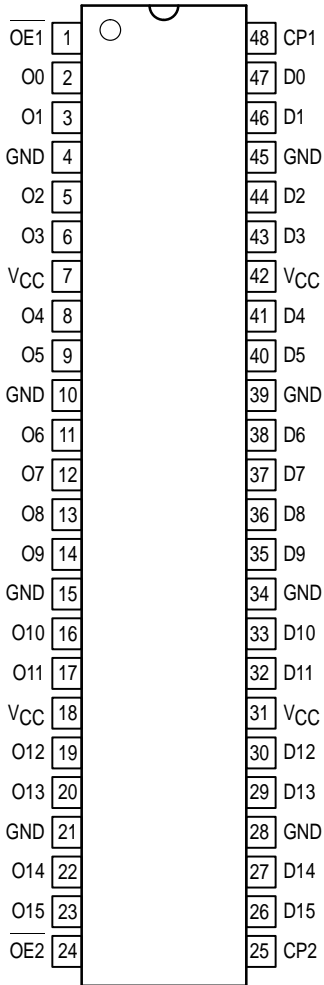 O̅E̅1̅ 1 48 CP1
O0 2 47 D0
O1 3 46 D1
GND 4 45 GND
O2 5 44 D2
O3 6 43 D3
VCC 7 42 VCC
O4 8 41 D4
O5 9 40 D5
GND 10 39 GND
O6 11 38 D6
O7 12 37 D7
O8 13 36 D8
O9 14 35 D9
GND 15 34 GND
O10 16 33 D10
O11 17 32 D11
VCC 18 31 VCC
O12 19 30 D12
O13 20 29 D13
GND 21 28 GND
O14 22 27 D14
O15 23 26 D15
O̅E̅2̅ 24 25 CP2